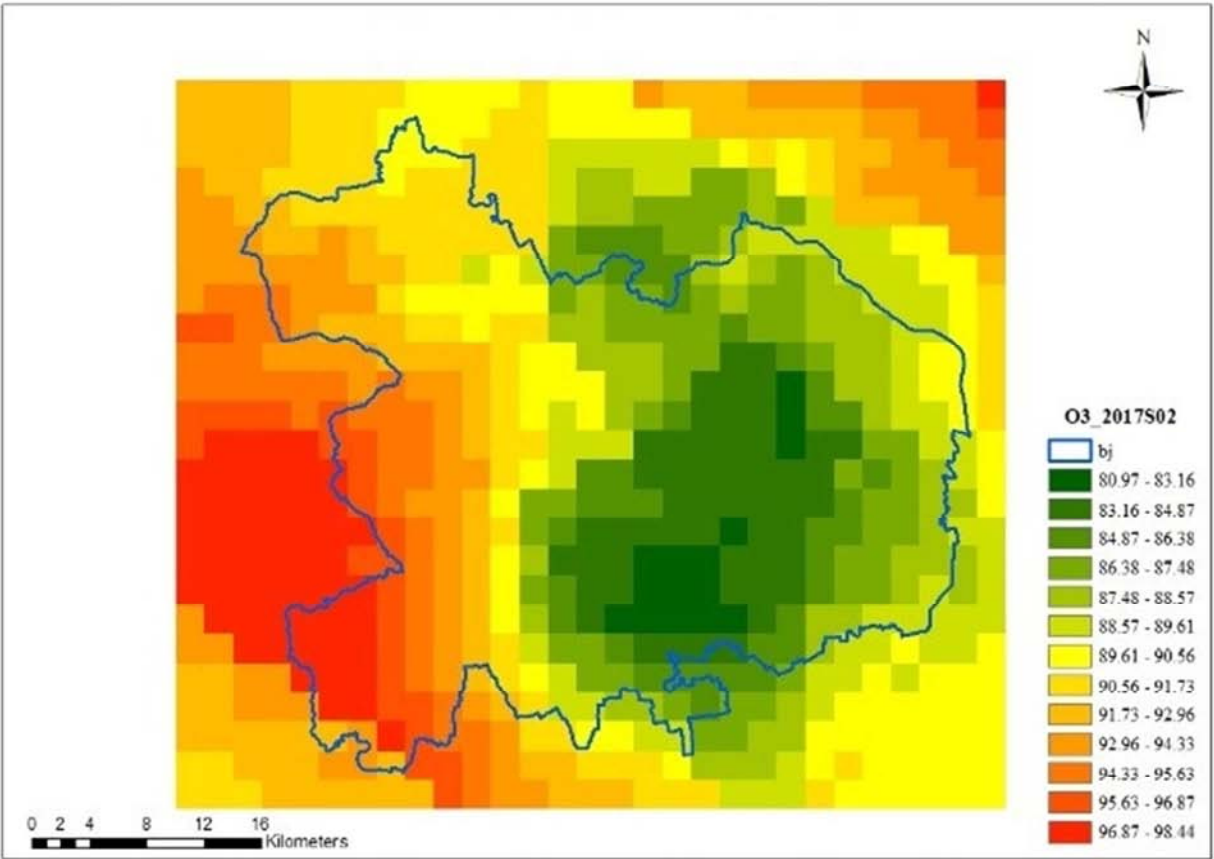 N
O3_2017S02
bj
80.97 - 83.16
83.16 - 84.87
84.87 - 86.38
86.38 - 87.48
87.48 - 88.57
88.57 - 89.61
89.61 - 90.56
90.56 - 91.73
91.73 - 92.96
92.96 - 94.33
94.33 - 95.63
95.63 - 96.87
96.87 - 98.44
0 2 4 8 12 16
Kilometers